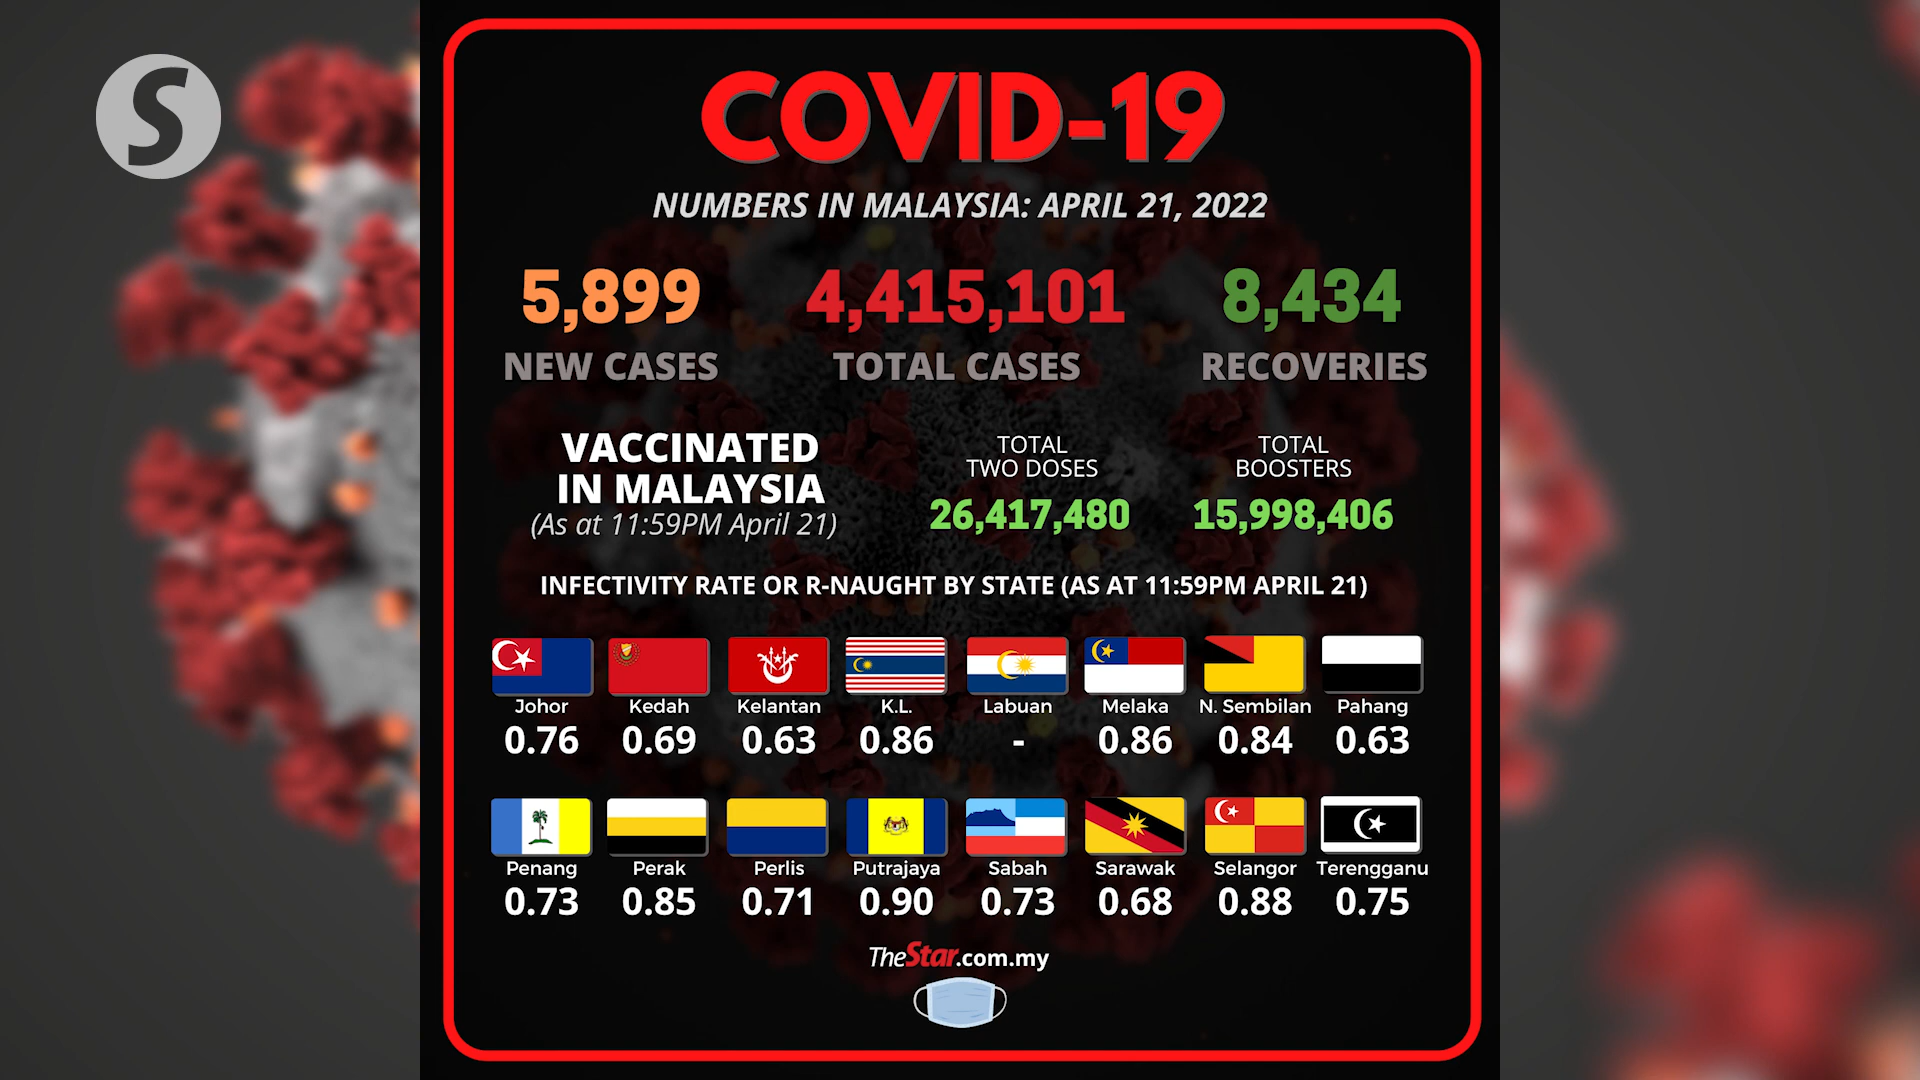 S
COVID-19
NUMBERS IN MALAYSIA: APRIL 21, 2022
5,899 4,415,101 8,434
NEW CASES TOTAL CASES RECOVERIES
VACCINATED
IN MALAYSIA
(As at 11:59PM April 21)
TOTAL
TWO DOSES
26,417,480
TOTAL
BOOSTERS
15,998,406
INFECTIVITY RATE OR R-NAUGHT BY STATE (AS AT 11:59PM APRIL 21)
Johor Kedah Kelantan K.L. Labuan Melaka N. Sembilan Pahang
0.76 0.69 0.63 0.86 - 0.86 0.84 0.63
Penang Perak Perlis Putrajaya Sabah Sarawak Selangor Terengganu
0.73 0.85 0.71 0.90 0.73 0.68 0.88 0.75
TheStar.com.my